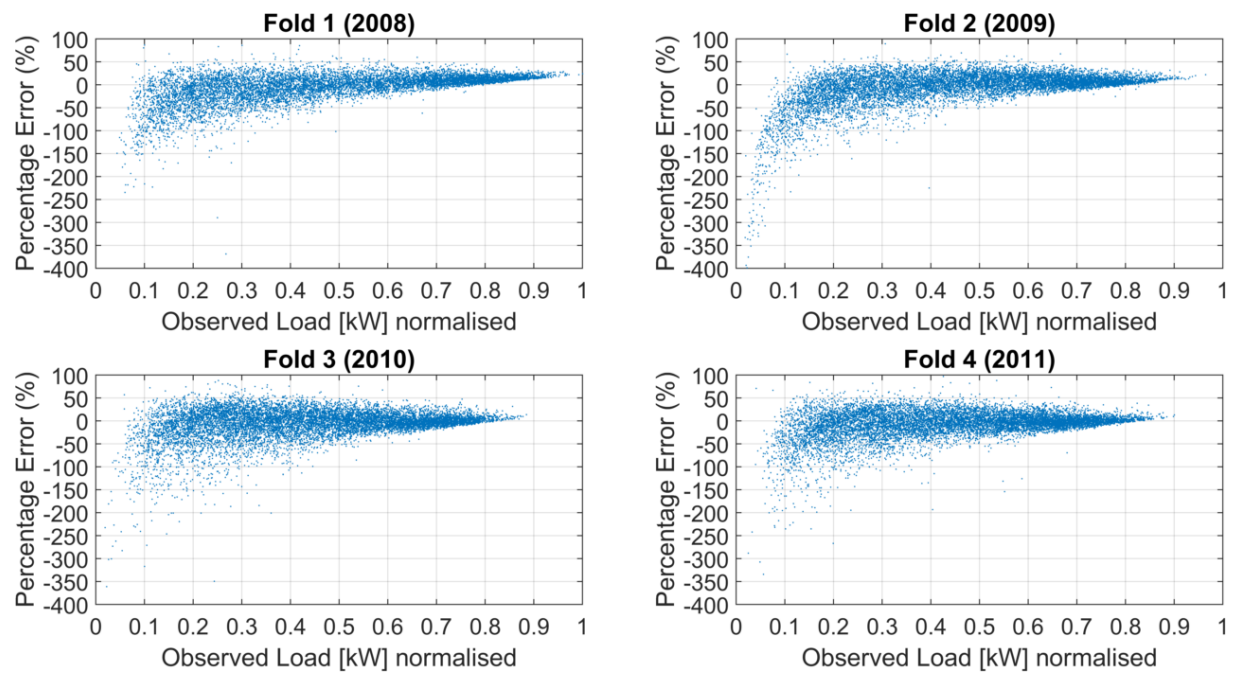 Fold 1 (2008)
Percentage Error (%)
100
50
0
-50
-100
-150
-200
-250
-300
-350
-400
0 0.1 0.2 0.3 0.4 0.5 0.6 0.7 0.8 0.9 1
Observed Load [kW] normalised
Fold 2 (2009)
Percentage Error (%)
100
50
0
-50
-100
-150
-200
-250
-300
-350
-400
0 0.1 0.2 0.3 0.4 0.5 0.6 0.7 0.8 0.9 1
Observed Load [kW] normalised
Fold 3 (2010)
Percentage Error (%)
100
50
0
-50
-100
-150
-200
-250
-300
-350
-400
0 0.1 0.2 0.3 0.4 0.5 0.6 0.7 0.8 0.9 1
Observed Load [kW] normalised
Fold 4 (2011)
Percentage Error (%)
100
50
0
-50
-100
-150
-200
-250
-300
-350
-400
0 0.1 0.2 0.3 0.4 0.5 0.6 0.7 0.8 0.9 1
Observed Load [kW] normalised